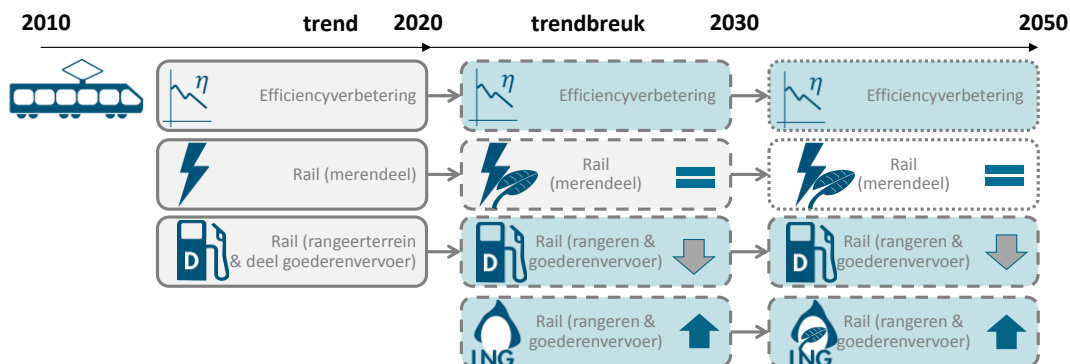 2010 trend 2020 trendbreuk 2030 2050
η Efficiencyverbetering
η Efficiencyverbetering
η Efficiencyverbetering
Rail (merendeel)
Rail
(merendeel)
Rail
(merendeel)
D
Rail (rangeerterrein
& deel goederenvervoer)
D
Rail (rangeren &
goederenvervoer)
D
Rail (rangeren &
goederenvervoer)
LNG
Rail (rangeren &
goederenvervoer)
LNG
Rail (rangeren &
goederenvervoer)